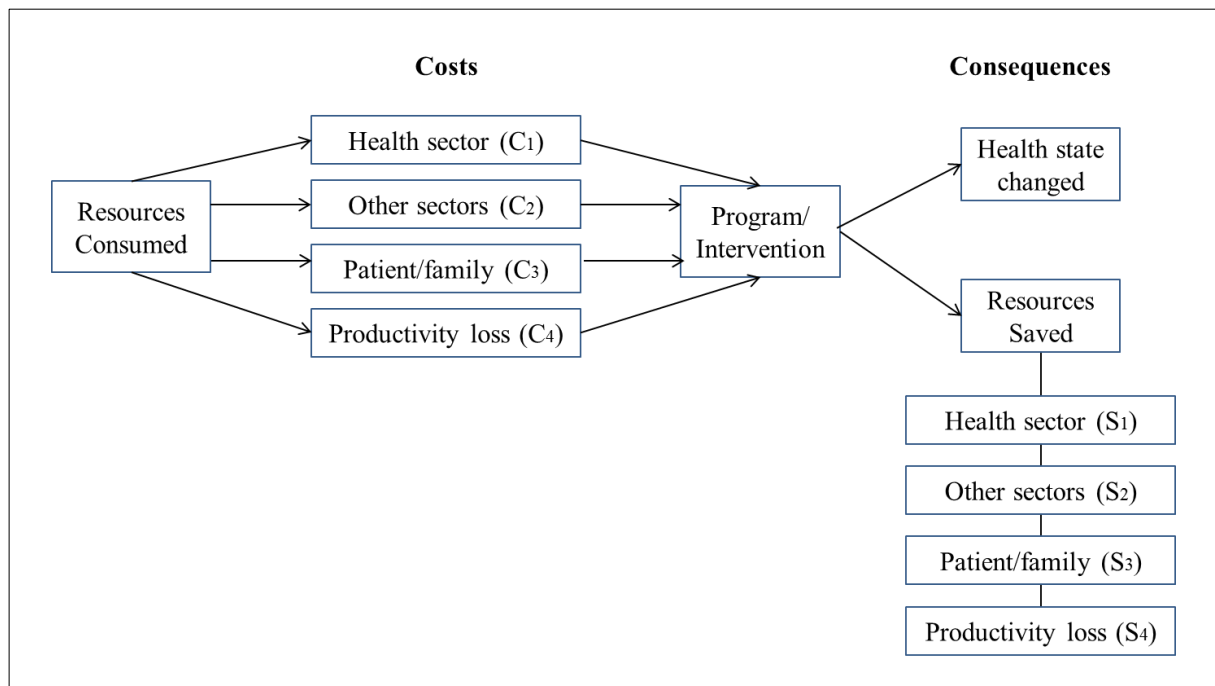 Costs
Consequences
Resources
Consumed
Health sector (C1)
Other sectors (C2)
Patient/family (C3)
Productivity loss (C4)
Program/
Intervention
Health state
changed
Resources
Saved
Health sector (S1)
Other sectors (S2)
Patient/family (S3)
Productivity loss (S4)